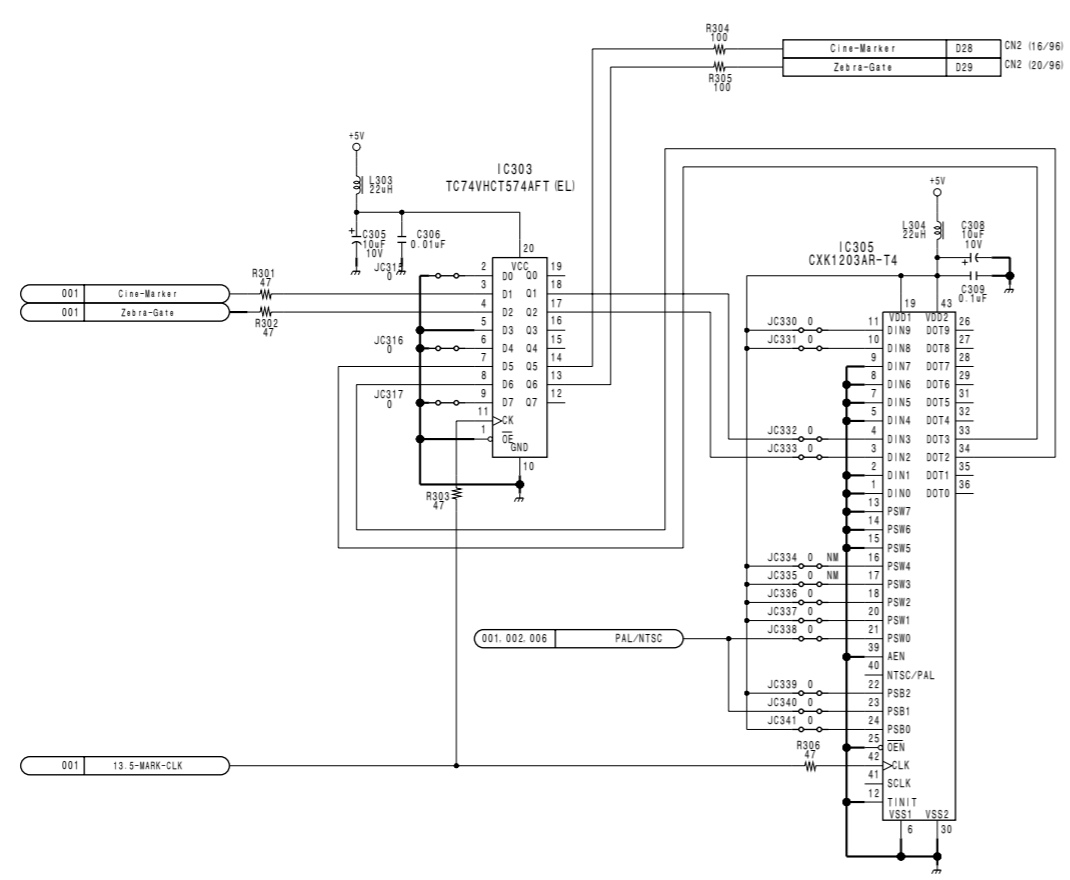 R304
100
Cine-Marker D28 CN2 (16/96)
Zebra-Gate D29 CN2 (20/96)
R305
100
+5V
IC303
TC74VHCT574AFT(EL)
L303
22uH
C305
10uF
10V
C306
0.01uF
+5V
L304
22uH
C308
10uF
10V
IC305
CXK1203AR-T4
C309
0.1uF
20
VCC
JC315
0
2 D0 Q0 19
3 D1 Q1 18
4 D2 Q2 17
5 D3 Q3 16
6 D4 Q4 15
7 D5 Q5 14
8 D6 Q6 13
9 D7 Q7 12
11 CK
1 OE
GND
10
R301
47
001 Cine-Marker
001 Zebra-Gate
R302
47
JC316
0
JC317
0
R303
47
19 43
VDD1 VDD2
JC330 0 11 DIN9 DOT9 26
JC331 0 10 DIN8 DOT8 27
9 DIN7 DOT7 28
8 DIN6 DOT6 29
7 DIN5 DOT5 31
5 DIN4 DOT4 32
JC332 0 4 DIN3 DOT3 33
JC333 0 3 DIN2 DOT2 34
2 DIN1 DOT1 35
1 DIN0 DOT0 36
13 PSW7
14 PSW6
15 PSW5
JC334 0 NM 16 PSW4
JC335 0 NM 17 PSW3
JC336 0 18 PSW2
JC337 0 20 PSW1
JC338 0 21 PSW0
001.002.006 PAL/NTSC
39 AEN
40 NTSC/PAL
JC339 0 22 PSB2
JC340 0 23 PSB1
JC341 0 24 PSB0
25 OEN
R306
47
42 CLK
001 13.5-MARK-CLK
41 SCLK
12 TINIT
VSS1 VSS2
6 30